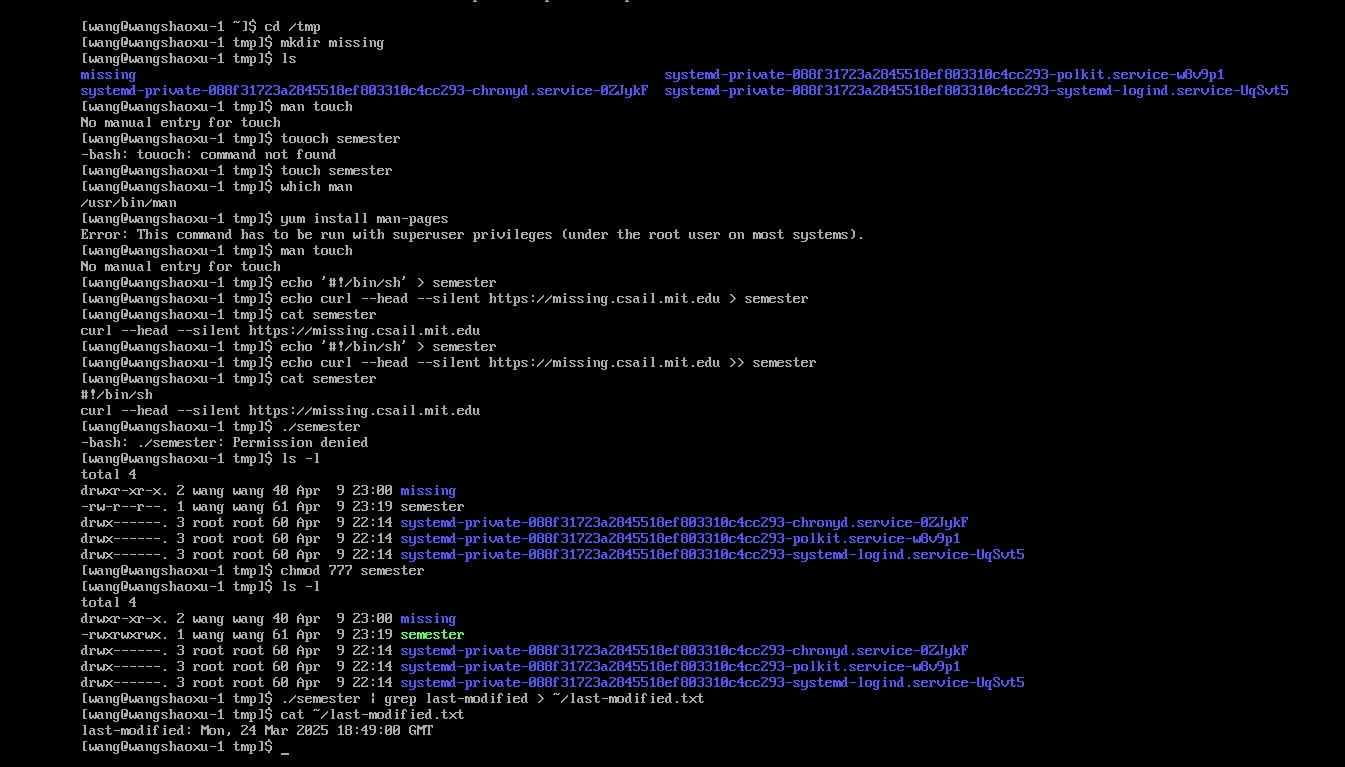 [wang@wangshaoxu-1 ~]$ cd /tmp
[wang@wangshaoxu-1 tmp]$ mkdir missing
[wang@wangshaoxu-1 tmp]$ ls
missing systemd-private-088f31723a2845518ef803310c4cc293-polkit.service-w8v9p1
systemd-private-088f31723a2845518ef803310c4cc293-chronyd.service-0ZJykF systemd-private-088f31723a2845518ef803310c4cc293-systemd-logind.service-UqSvt5
[wang@wangshaoxu-1 tmp]$ man touch
No manual entry for touch
[wang@wangshaoxu-1 tmp]$ touoch semester
-bash: touoch: command not found
[wang@wangshaoxu-1 tmp]$ touch semester
[wang@wangshaoxu-1 tmp]$ which man
/usr/bin/man
[wang@wangshaoxu-1 tmp]$ yum install man-pages
Error: This command has to be run with superuser privileges (under the root user on most systems).
[wang@wangshaoxu-1 tmp]$ man touch
No manual entry for touch
[wang@wangshaoxu-1 tmp]$ echo '#!/bin/sh' > semester
[wang@wangshaoxu-1 tmp]$ echo curl --head --silent https://missing.csail.mit.edu > semester
[wang@wangshaoxu-1 tmp]$ cat semester
curl --head --silent https://missing.csail.mit.edu
[wang@wangshaoxu-1 tmp]$ echo '#!/bin/sh' > semester
[wang@wangshaoxu-1 tmp]$ echo curl --head --silent https://missing.csail.mit.edu >> semester
[wang@wangshaoxu-1 tmp]$ cat semester
#!/bin/sh
curl --head --silent https://missing.csail.mit.edu
[wang@wangshaoxu-1 tmp]$ ./semester
-bash: ./semester: Permission denied
[wang@wangshaoxu-1 tmp]$ ls -l
total 4
drwxr-xr-x. 2 wang wang 40 Apr  9 23:00 missing
-rw-r--r--. 1 wang wang 61 Apr  9 23:19 semester
drwx------. 3 root root 60 Apr  9 22:14 systemd-private-088f31723a2845518ef803310c4cc293-chronyd.service-0ZJykF
drwx------. 3 root root 60 Apr  9 22:14 systemd-private-088f31723a2845518ef803310c4cc293-polkit.service-w8v9p1
drwx------. 3 root root 60 Apr  9 22:14 systemd-private-088f31723a2845518ef803310c4cc293-systemd-logind.service-UqSvt5
[wang@wangshaoxu-1 tmp]$ chmod 777 semester
[wang@wangshaoxu-1 tmp]$ ls -l
total 4
drwxr-xr-x. 2 wang wang 40 Apr  9 23:00 missing
-rwxrwxrwx. 1 wang wang 61 Apr  9 23:19 semester
drwx------. 3 root root 60 Apr  9 22:14 systemd-private-088f31723a2845518ef803310c4cc293-chronyd.service-0ZJykF
drwx------. 3 root root 60 Apr  9 22:14 systemd-private-088f31723a2845518ef803310c4cc293-polkit.service-w8v9p1
drwx------. 3 root root 60 Apr  9 22:14 systemd-private-088f31723a2845518ef803310c4cc293-systemd-logind.service-UqSvt5
[wang@wangshaoxu-1 tmp]$ ./semester | grep last-modified > ~/last-modified.txt
[wang@wangshaoxu-1 tmp]$ cat ~/last-modified.txt
last-modified: Mon, 24 Mar 2025 18:49:00 GMT
[wang@wangshaoxu-1 tmp]$ _